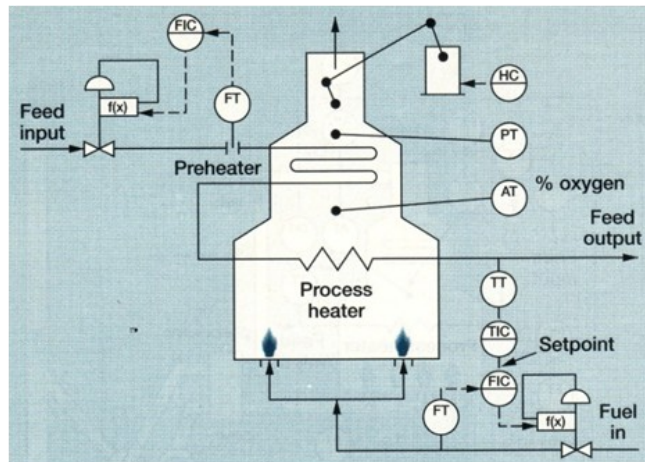 FIC
HC
f(x)
FT
Feed
input
PT
Preheater
AT
% oxygen
Feed
output
TT
Process
heater
TIC
Setpoint
FIC
FT
f(x)
Fuel
in